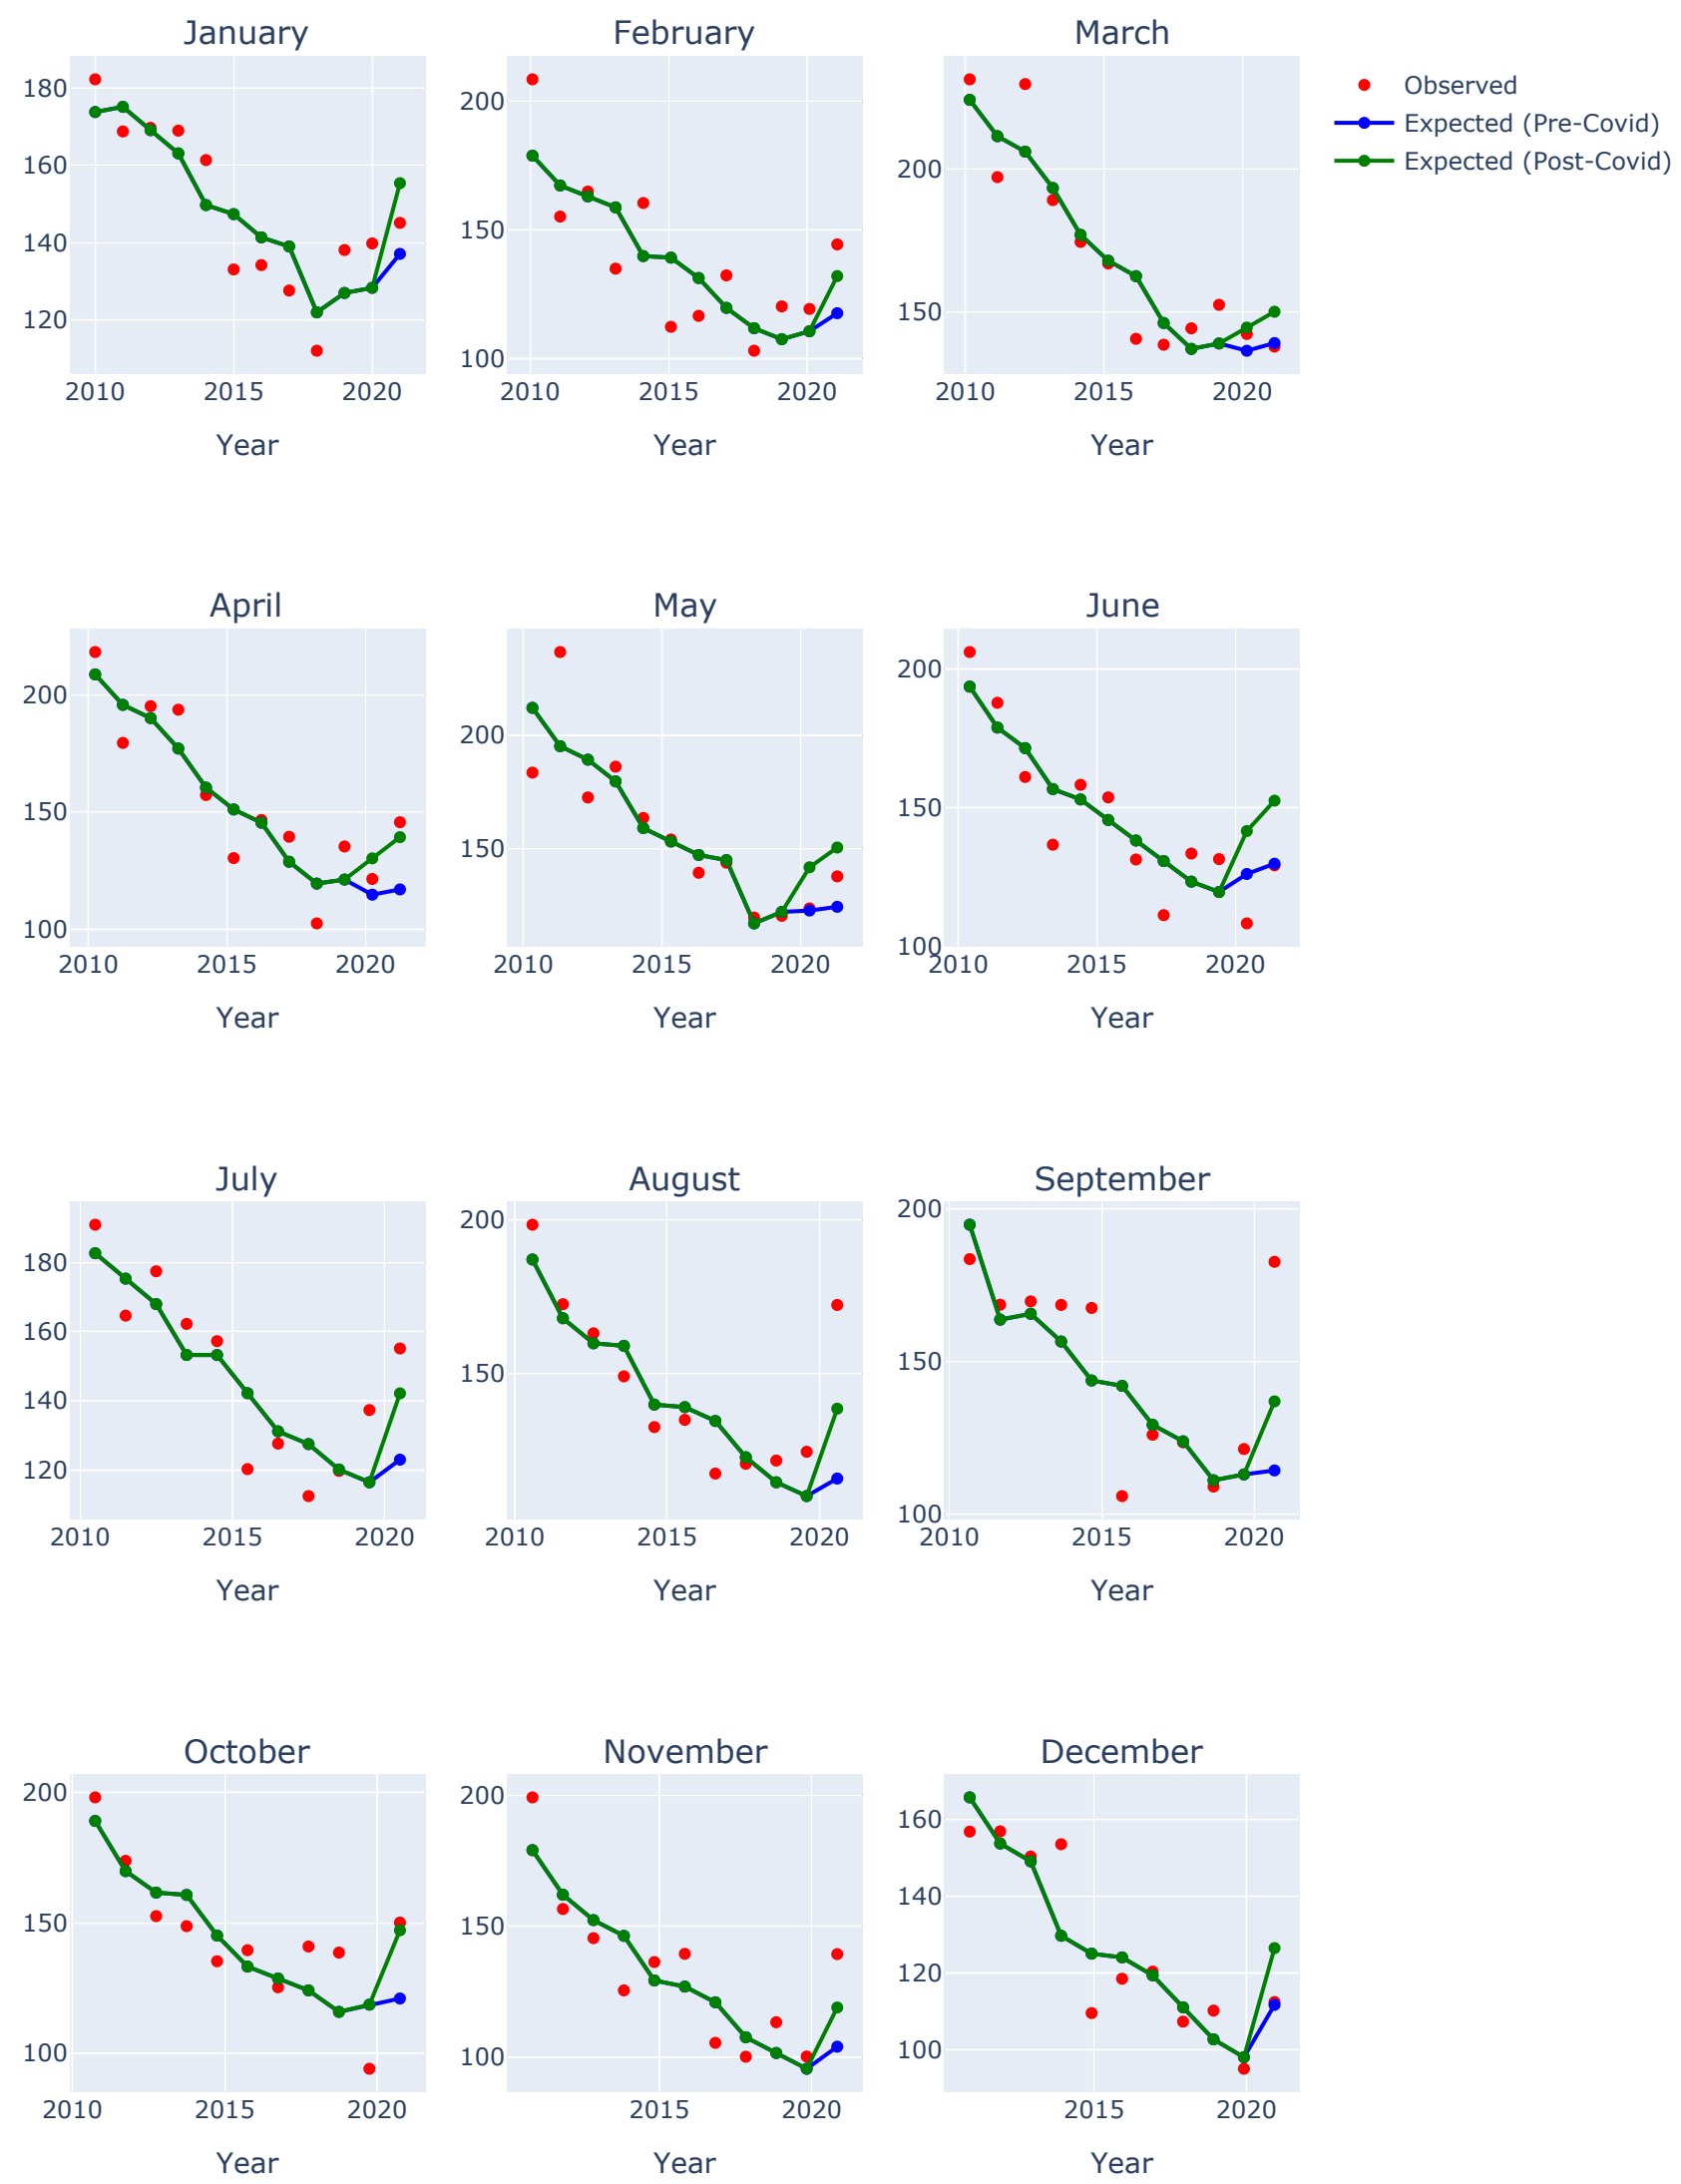 January
February
March
Observed
Expected (Pre-Covid)
Expected (Post-Covid)
180
160
140
120
2010
2015
2020
Year
200
150
100
2010
2015
2020
Year
200
150
2010
2015
2020
Year
April
May
June
200
150
100
2010
2015
2020
Year
200
150
2010
2015
2020
Year
200
150
100
2010
2015
2020
Year
July
August
September
180
160
140
120
2010
2015
2020
Year
200
150
2010
2015
2020
Year
200
150
100
2010
2015
2020
Year
October
November
December
200
150
100
2010
2015
2020
Year
200
150
100
2015
2020
Year
160
140
120
100
2015
2020
Year